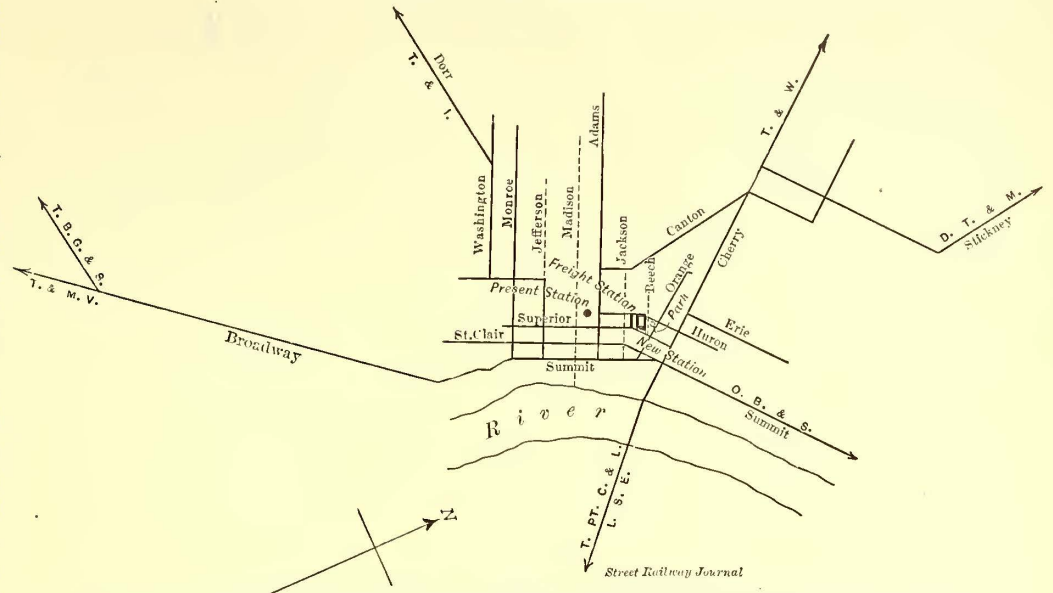 Dorr
T. & I.
Adams
T. & W.
Washington
Monroe
Jefferson
Madison
Jackson
Canton
Cherry
D. T. & M.
Stickney
T. B. G. & S.
T. & M. V.
Broadway
Freight Station
Beech
Orange
Park
Present Station
Superior
St. Clair
Erie
Huron
New Station
Summit
O. B. & S.
Summit
River
T. PT. C. & L.
L. S. E.
N
Street Railway Journal